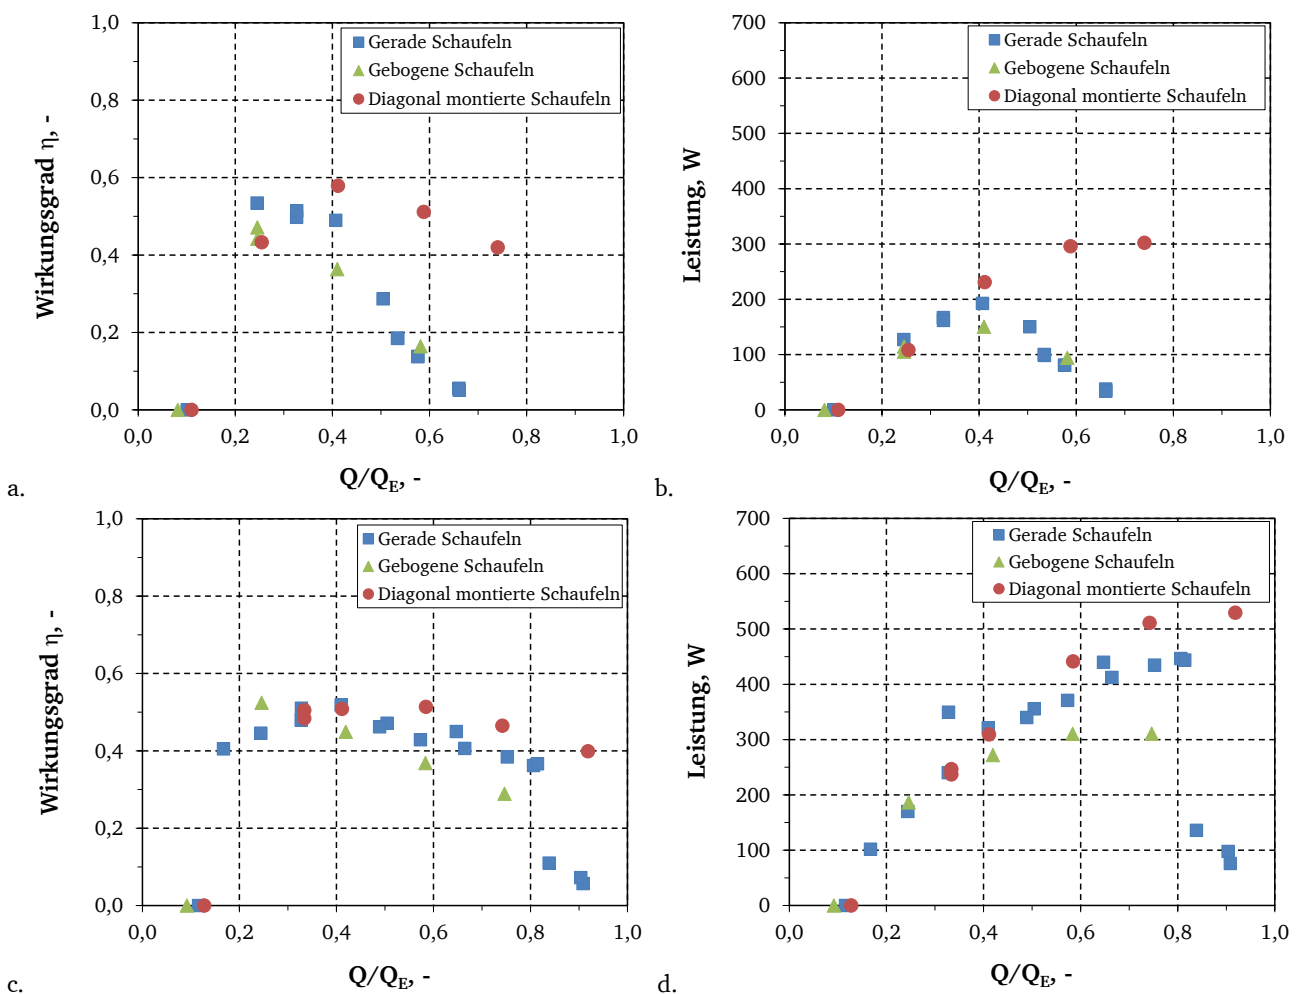 1,0
0,8
0,6
0,4
0,2
0,0
0,0 0,2 0,4 0,6 0,8 1,0
Wirkungsgrad η, -
Gerade Schaufeln
Gebogene Schaufeln
Diagonal montierte Schaufeln
Q/QE, -
a.
700
600
500
400
300
200
100
0
0,0 0,2 0,4 0,6 0,8 1,0
Leistung, W
Gerade Schaufeln
Gebogene Schaufeln
Diagonal montierte Schaufeln
Q/QE, -
b.
1,0
0,8
0,6
0,4
0,2
0,0
0,0 0,2 0,4 0,6 0,8 1,0
Wirkungsgrad η, -
Gerade Schaufeln
Gebogene Schaufeln
Diagonal montierte Schaufeln
Q/QE, -
c.
700
600
500
400
300
200
100
0
0,0 0,2 0,4 0,6 0,8 1,0
Leistung, W
Gerade Schaufeln
Gebogene Schaufeln
Diagonal montierte Schaufeln
Q/QE, -
d.